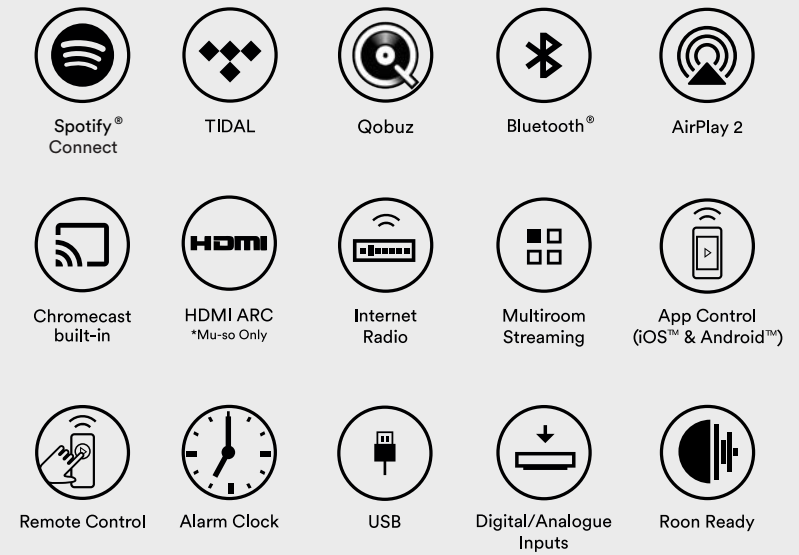 Spotify®
Connect
TIDAL
Qobuz
Bluetooth®
AirPlay 2
HDMI
Chromecast
built-in
HDMI ARC
*Mu-so Only
Internet
Radio
Multiroom
Streaming
App Control
(iOS™ & Android™)
Remote Control
Alarm Clock
USB
Digital/Analogue
Inputs
Roon Ready